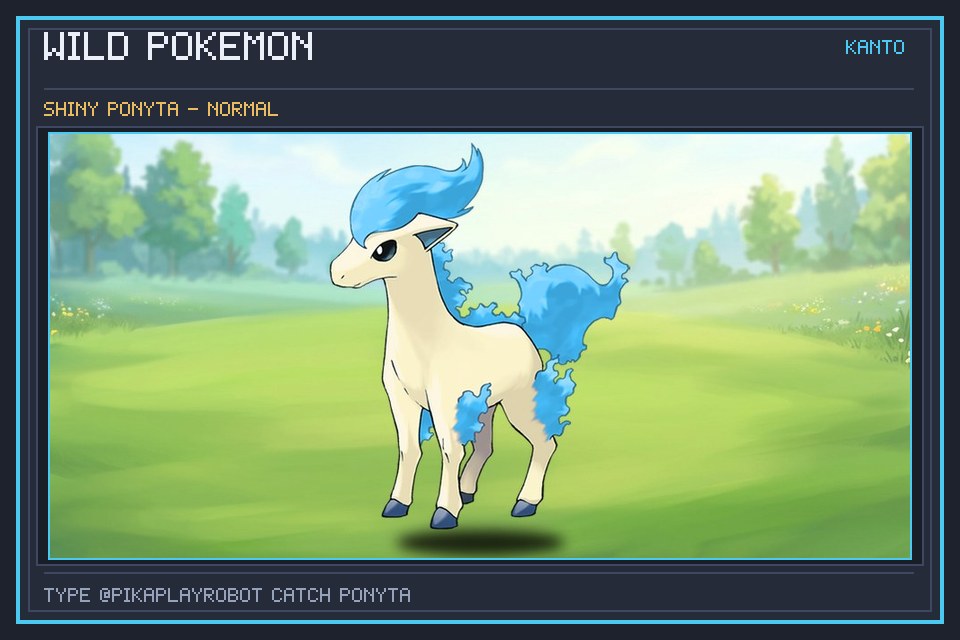 WILD POKEMON
KANTO
SHINY PONYTA - NORMAL
TYPE @PIKAPLAYROBOT CATCH PONYTA